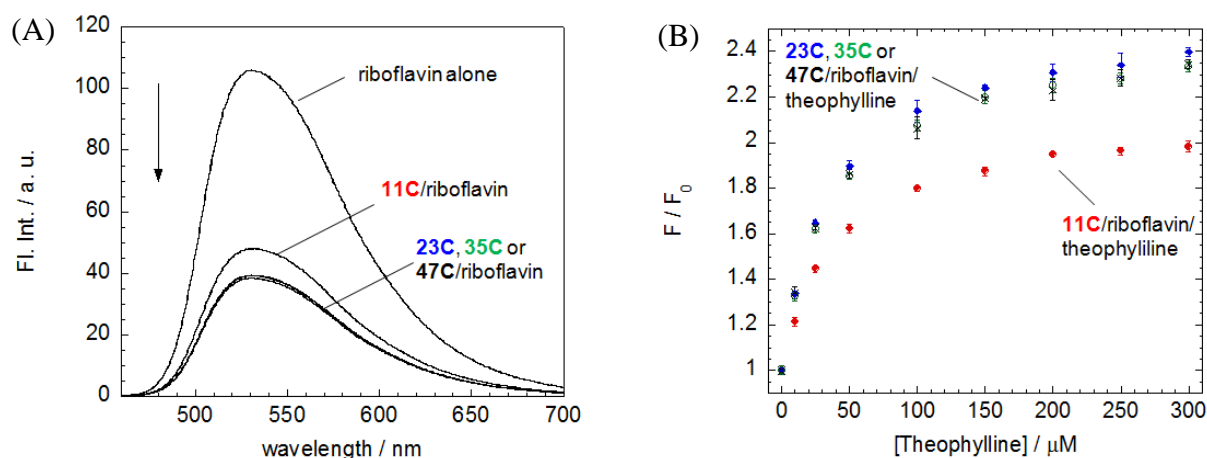 (A)
120
100
80
60
40
20
0
Fl. Int. / a. u.
riboflavin alone
11C/riboflavin
23C, 35C or
47C/riboflavin
500
550
600
650
700
wavelength / nm
(B)
2.4
2.2
2
1.8
1.6
1.4
1.2
1
F / F0
23C, 35C or
47C/riboflavin/
theophylline
11C/riboflavin/
theophyliline
0
50
100
150
200
250
300
[Theophylline] / μM